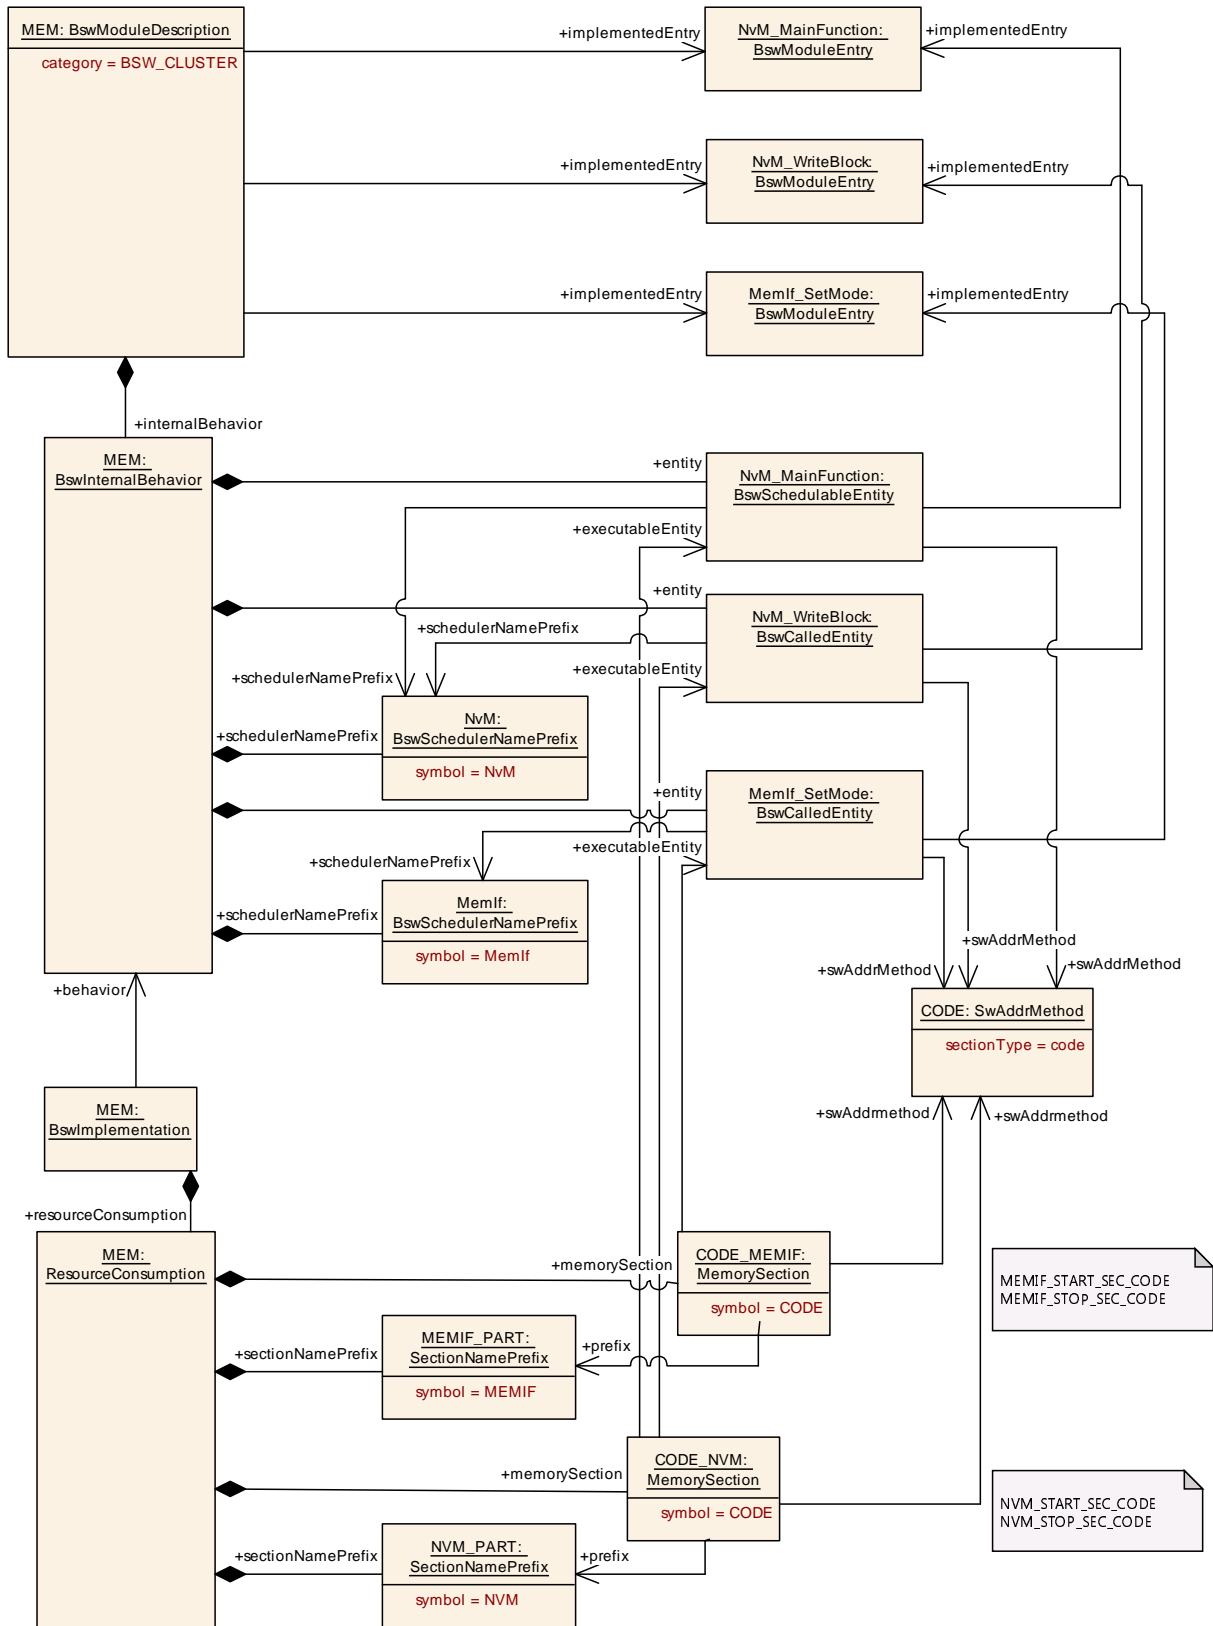 MEM: BswModuleDescription
category = BSW_CLUSTER
+implementedEntry
NvM_MainFunction:
BswModuleEntry
+implementedEntry
+implementedEntry
NvM_WriteBlock:
BswModuleEntry
+implementedEntry
+implementedEntry
MemIf_SetMode:
BswModuleEntry
+implementedEntry
+internalBehavior
MEM:
BswInternalBehavior
+entity
NvM_MainFunction:
BswSchedulableEntity
+executableEntity
+entity
NvM_WriteBlock:
BswCalledEntity
+schedulerNamePrefix
+executableEntity
+schedulerNamePrefix
NvM:
BswSchedulerNamePrefix
symbol = NvM
+schedulerNamePrefix
+entity
MemIf_SetMode:
BswCalledEntity
+executableEntity
+schedulerNamePrefix
MemIf:
BswSchedulerNamePrefix
symbol = MemIf
+schedulerNamePrefix
+swAddrMethod
+swAddrMethod
+swAddrMethod
+behavior
CODE: SwAddrMethod
sectionType = code
MEM:
BswImplementation
+swAddrmethod
+swAddrmethod
+resourceConsumption
MEM:
ResourceConsumption
+memorySection
CODE_MEMIF:
MemorySection
symbol = CODE
MEMIF_START_SEC_CODE
MEMIF_STOP_SEC_CODE
+sectionNamePrefix
MEMIF_PART:
SectionNamePrefix
symbol = MEMIF
+prefix
+memorySection
CODE_NVM:
MemorySection
symbol = CODE
NVM_START_SEC_CODE
NVM_STOP_SEC_CODE
+sectionNamePrefix
NVM_PART:
SectionNamePrefix
symbol = NVM
+prefix